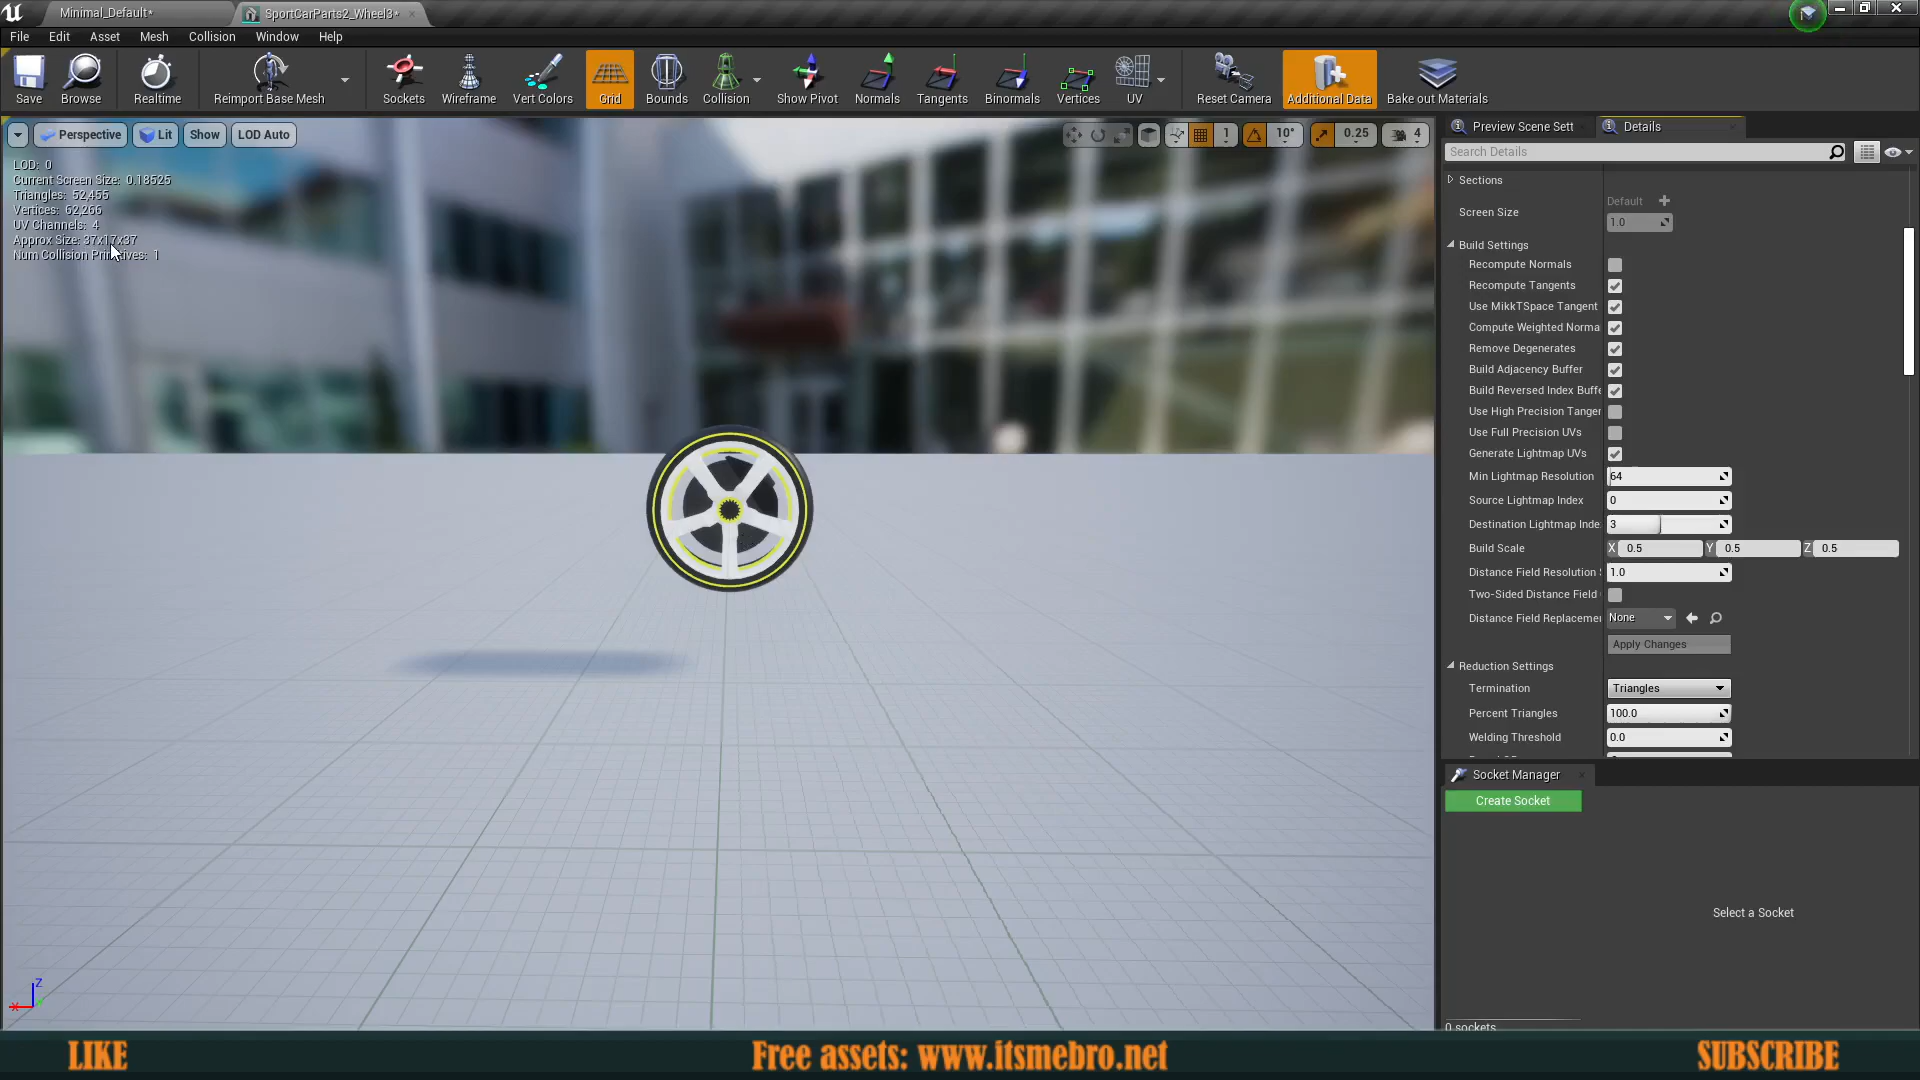 Minimal_Default*
SportCarParts2_Wheel3*
File Edit Asset Mesh Collision Window Help
Save Browse Realtime Reimport Base Mesh Sockets Wireframe Vert Colors Grid Bounds Collision Show Pivot Normals Tangents Binormals Vertices UV Reset Camera Additional Data Bake out Materials
Perspective Lit Show LOD Auto
1 10° 0.25 4
LOD: 0
Current Screen Size: 0.18525
Triangles: 52,455
Vertices: 62,266
UV Channels: 4
Approx Size: 37x17x37
Num Collision Primitives: 1
Z
X
Preview Scene Sett Details
Search Details
Sections
Default
Screen Size 1.0
Build Settings
Recompute Normals
Recompute Tangents
Use MikkTSpace Tangent
Compute Weighted Norma
Remove Degenerates
Build Adjacency Buffer
Build Reversed Index Buffe
Use High Precision Tanger
Use Full Precision UVs
Generate Lightmap UVs
Min Lightmap Resolution 64
Source Lightmap Index 0
Destination Lightmap Inde 3
Build Scale X 0.5 Y 0.5 Z 0.5
Distance Field Resolution 1.0
Two-Sided Distance Field
Distance Field Replacemer None
Apply Changes
Reduction Settings
Termination Triangles
Percent Triangles 100.0
Welding Threshold 0.0
Socket Manager
Create Socket
Select a Socket
0 sockets
LIKE Free assets: www.itsmebro.net SUBSCRIBE